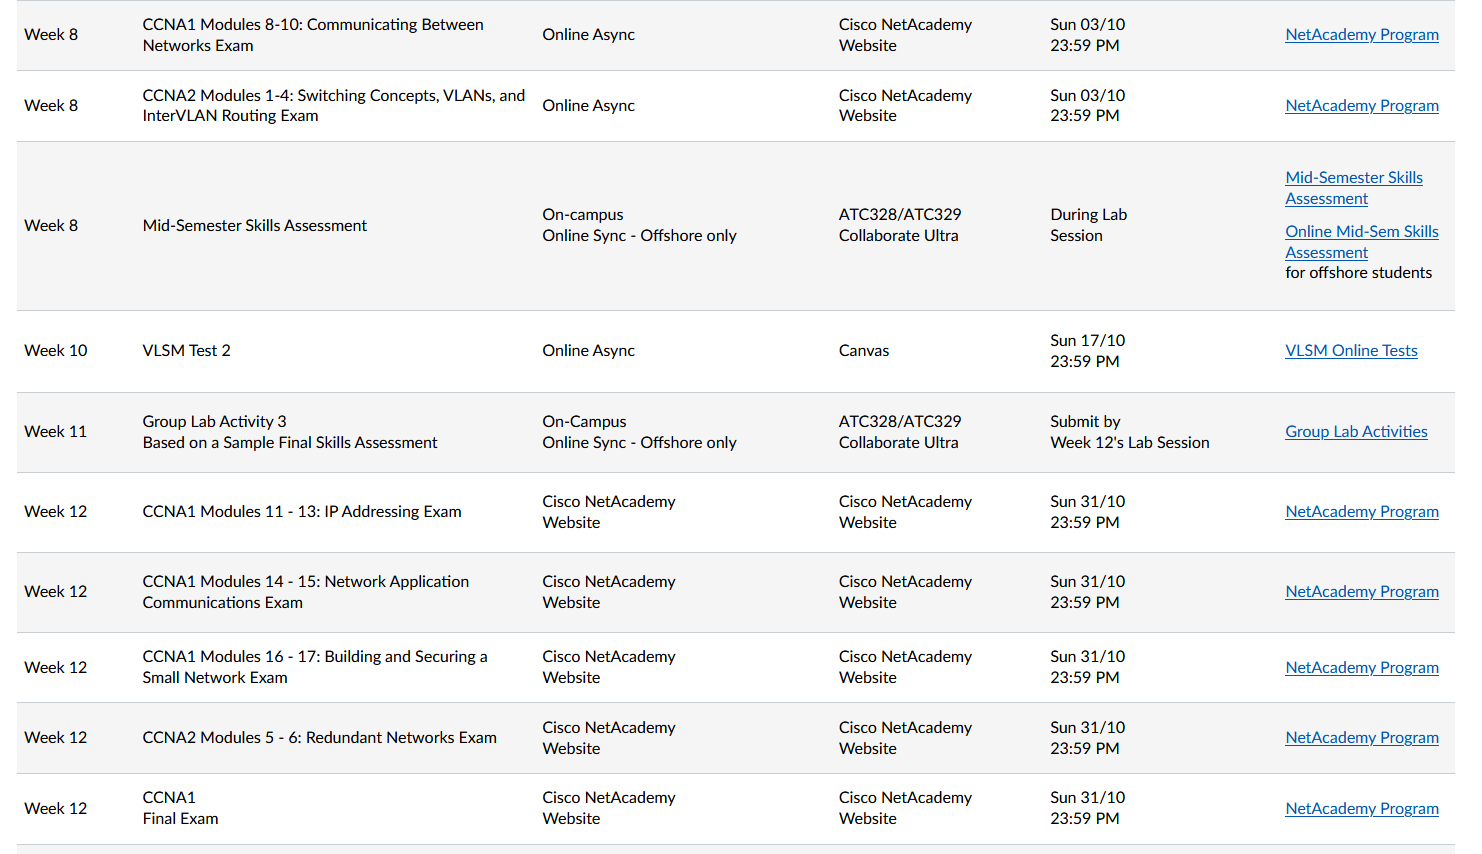 Week 8
CCNA1 Modules 8-10: Communicating Between
Networks Exam
Online Async
Cisco NetAcademy
Website
Sun 03/10
23:59 PM
NetAcademy Program
Week 8
CCNA2 Modules 1-4: Switching Concepts, VLANs, and
InterVLAN Routing Exam
Online Async
Cisco NetAcademy
Website
Sun 03/10
23:59 PM
NetAcademy Program
Week 8
Mid-Semester Skills Assessment
On-campus
Online Sync - Offshore only
ATC328/ATC329
Collaborate Ultra
During Lab
Session
Mid-Semester Skills
Assessment
Online Mid-Sem Skills
Assessment
for offshore students
Week 10
VLSM Test 2
Online Async
Canvas
Sun 17/10
23:59 PM
VLSM Online Tests
Week 11
Group Lab Activity 3
Based on a Sample Final Skills Assessment
On-Campus
Online Sync - Offshore only
ATC328/ATC329
Collaborate Ultra
Submit by
Week 12's Lab Session
Group Lab Activities
Week 12
CCNA1 Modules 11 - 13: IP Addressing Exam
Cisco NetAcademy
Website
Cisco NetAcademy
Website
Sun 31/10
23:59 PM
NetAcademy Program
Week 12
CCNA1 Modules 14 - 15: Network Application
Communications Exam
Cisco NetAcademy
Website
Cisco NetAcademy
Website
Sun 31/10
23:59 PM
NetAcademy Program
Week 12
CCNA1 Modules 16 - 17: Building and Securing a
Small Network Exam
Cisco NetAcademy
Website
Cisco NetAcademy
Website
Sun 31/10
23:59 PM
NetAcademy Program
Week 12
CCNA2 Modules 5 - 6: Redundant Networks Exam
Cisco NetAcademy
Website
Cisco NetAcademy
Website
Sun 31/10
23:59 PM
NetAcademy Program
Week 12
CCNA1
Final Exam
Cisco NetAcademy
Website
Cisco NetAcademy
Website
Sun 31/10
23:59 PM
NetAcademy Program